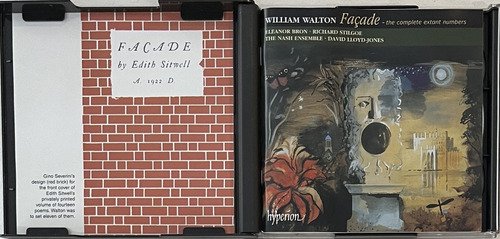 FAÇADE
by Edith Sitwell
A. 1922 D.
Gino Severini's
design (red brick) for
the front cover of
Edith Sitwell's
privately printed
volume of fourteen
poems. Walton was
to set eleven of them.
WILLIAM WALTON Façade - the complete extant numbers
ELEANOR BRON · RICHARD STILGOE
THE NASH ENSEMBLE · DAVID LLOYD-JONES
hyperion